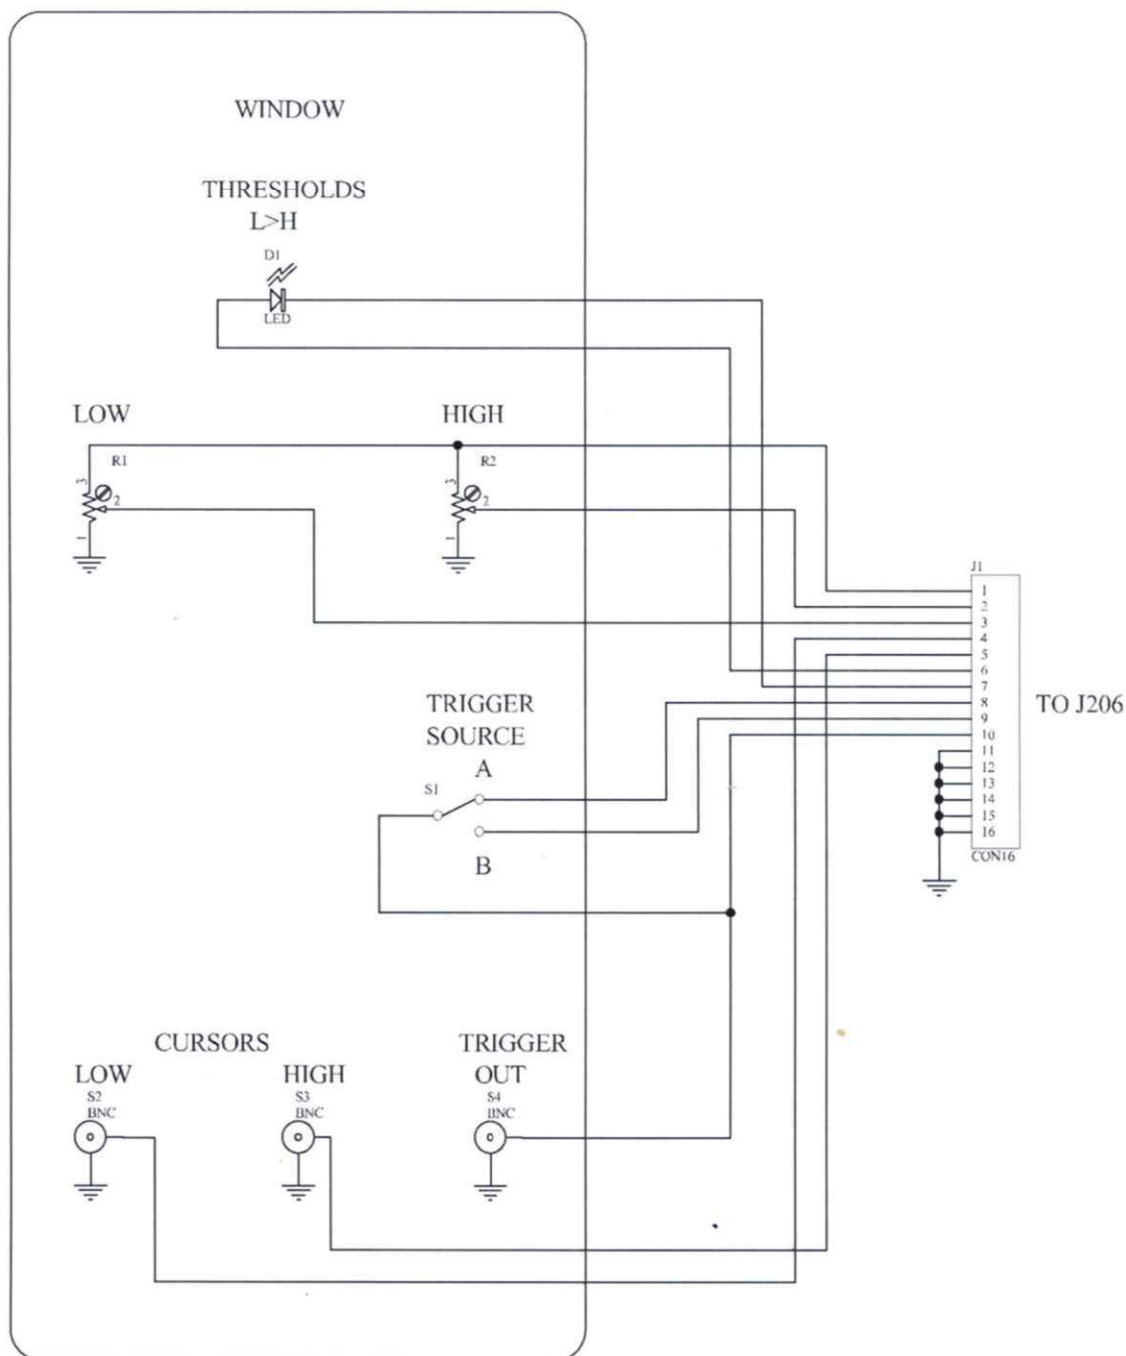 WINDOW
THRESHOLDS
L>H
D1
LED
LOW
HIGH
R1
3
2
1
R2
3
2
1
J1
1
2
3
4
5
6
7
8
9
10
11
12
13
14
15
16
CON16
TO J206
TRIGGER
SOURCE
A
S1
B
CURSORS
LOW
S2
BNC
HIGH
S3
BNC
TRIGGER
OUT
S4
BNC